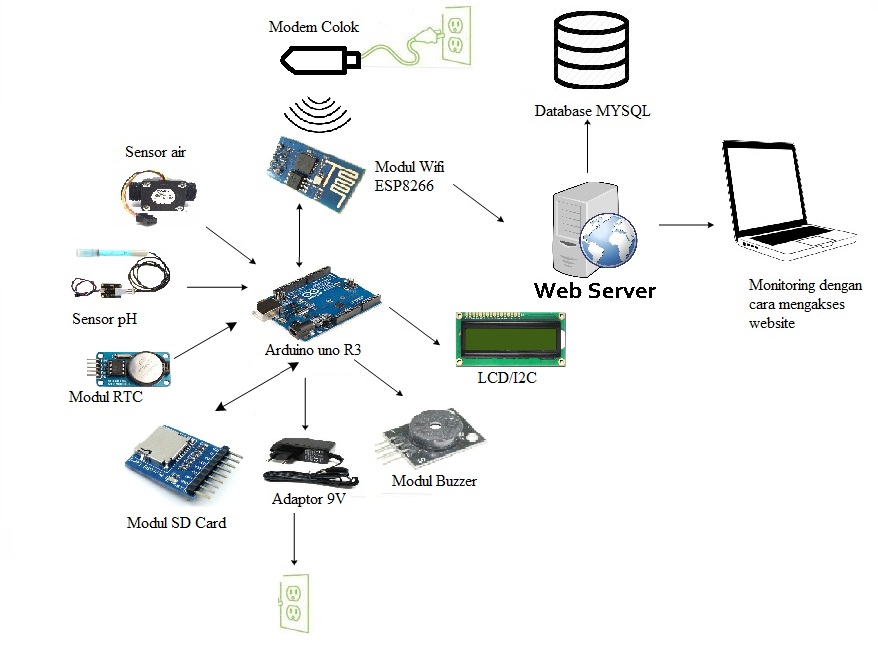 Modem Colok
Database MYSQL
Sensor air
Modul Wifi
ESP8266
Web Server
Monitoring dengan
cara mengakses
website
Sensor pH
Arduino uno R3
LCD/I2C
Modul RTC
Modul Buzzer
Adaptor 9V
Modul SD Card